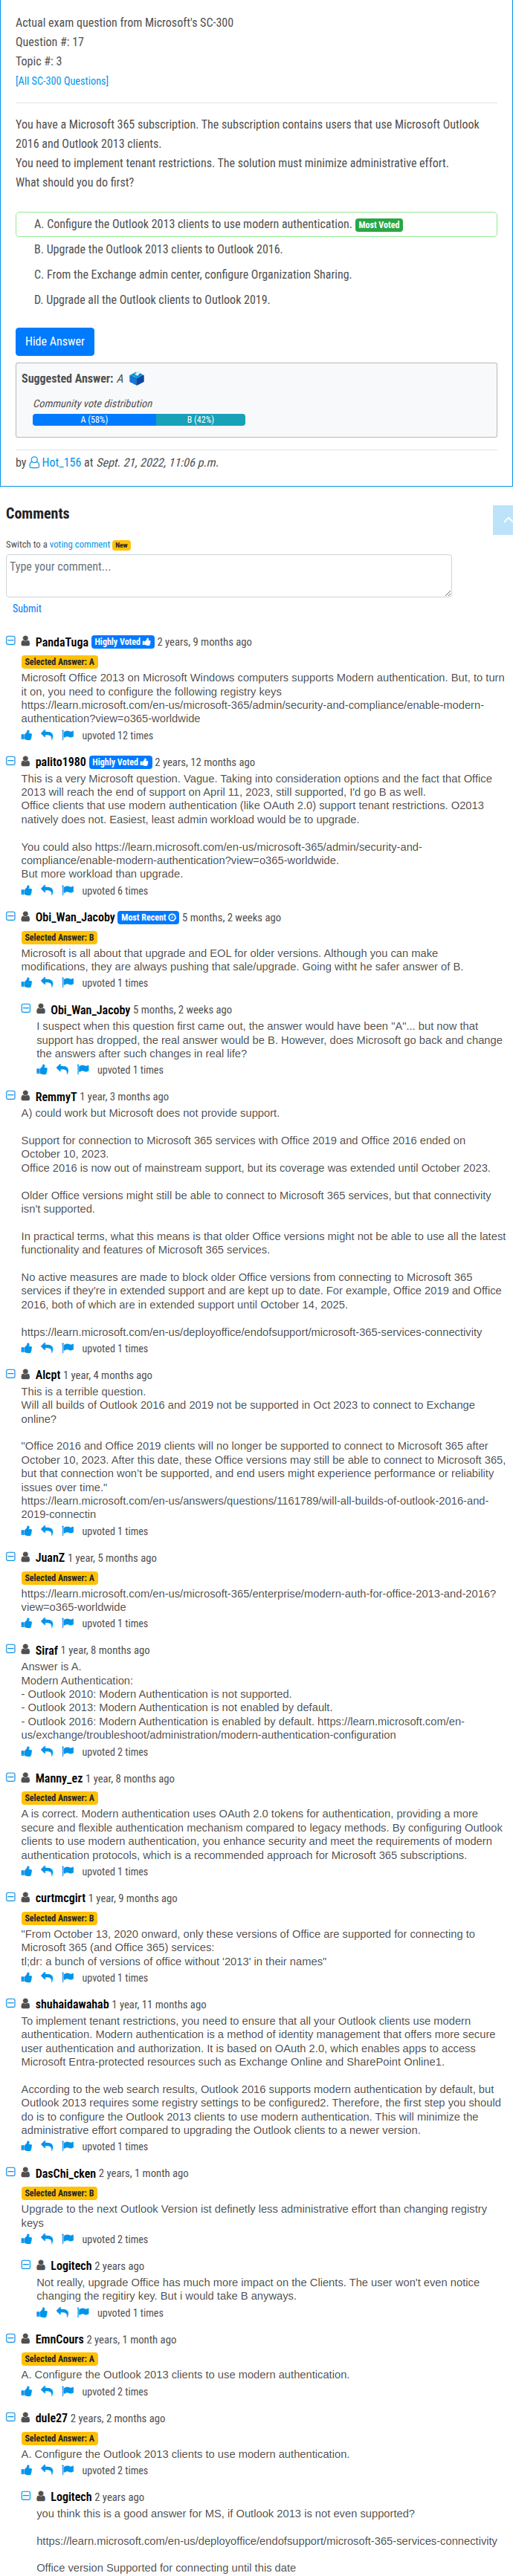 Actual exam question from Microsoft's SC-300
Question #: 17
Topic #: 3
[All SC-300 Questions]
You have a Microsoft 365 subscription. The subscription contains users that use Microsoft Outlook
2016 and Outlook 2013 clients.
You need to implement tenant restrictions. The solution must minimize administrative effort.
What should you do first?
A. Configure the Outlook 2013 clients to use modern authentication. Most Voted
B. Upgrade the Outlook 2013 clients to Outlook 2016.
C. From the Exchange admin center, configure Organization Sharing.
D. Upgrade all the Outlook clients to Outlook 2019.
Hide Answer
Suggested Answer: A
Community vote distribution
A (58%) B (42%)
by Hot_156 at Sept. 21, 2022, 11:06 p.m.
Comments
Switch to a voting comment New
Type your comment...
Submit
PandaTuga Highly Voted 2 years, 9 months ago
Selected Answer: A
Microsoft Office 2013 on Microsoft Windows computers supports Modern authentication. But, to turn
it on, you need to configure the following registry keys
https://learn.microsoft.com/en-us/microsoft-365/admin/security-and-compliance/enable-modern-
authentication?view=o365-worldwide
upvoted 12 times
palito1980 Highly Voted 2 years, 12 months ago
This is a very Microsoft question. Vague. Taking into consideration options and the fact that Office
2013 will reach the end of support on April 11, 2023, still supported, I'd go B as well.
Office clients that use modern authentication (like OAuth 2.0) support tenant restrictions. O2013
natively does not. Easiest, least admin workload would be to upgrade.
You could also https://learn.microsoft.com/en-us/microsoft-365/admin/security-and-
compliance/enable-modern-authentication?view=o365-worldwide.
But more workload than upgrade.
upvoted 6 times
Obi_Wan_Jacoby Most Recent 5 months, 2 weeks ago
Selected Answer: B
Microsoft is all about that upgrade and EOL for older versions. Although you can make
modifications, they are always pushing that sale/upgrade. Going witht he safer answer of B.
upvoted 1 times
Obi_Wan_Jacoby 5 months, 2 weeks ago
I suspect when this question first came out, the answer would have been "A"... but now that
support has dropped, the real answer would be B. However, does Microsoft go back and change
the answers after such changes in real life?
upvoted 1 times
RemmyT 1 year, 3 months ago
A) could work but Microsoft does not provide support.
Support for connection to Microsoft 365 services with Office 2019 and Office 2016 ended on
October 10, 2023.
Office 2016 is now out of mainstream support, but its coverage was extended until October 2023.
Older Office versions might still be able to connect to Microsoft 365 services, but that connectivity
isn't supported.
In practical terms, what this means is that older Office versions might not be able to use all the latest
functionality and features of Microsoft 365 services.
No active measures are made to block older Office versions from connecting to Microsoft 365
services if they're in extended support and are kept up to date. For example, Office 2019 and Office
2016, both of which are in extended support until October 14, 2025.
https://learn.microsoft.com/en-us/deployoffice/endofsupport/microsoft-365-services-connectivity
upvoted 1 times
Alcpt 1 year, 4 months ago
This is a terrible question.
Will all builds of Outlook 2016 and 2019 not be supported in Oct 2023 to connect to Exchange
online?
"Office 2016 and Office 2019 clients will no longer be supported to connect to Microsoft 365 after
October 10, 2023. After this date, these Office versions may still be able to connect to Microsoft 365,
but that connection won't be supported, and end users might experience performance or reliability
issues over time."
https://learn.microsoft.com/en-us/answers/questions/1161789/will-all-builds-of-outlook-2016-and-
2019-connectin
upvoted 1 times
JuanZ 1 year, 5 months ago
Selected Answer: A
https://learn.microsoft.com/en-us/microsoft-365/enterprise/modern-auth-for-office-2013-and-2016?
view=o365-worldwide
upvoted 1 times
Siraf 1 year, 8 months ago
Answer is A.
Modern Authentication:
- Outlook 2010: Modern Authentication is not supported.
- Outlook 2013: Modern Authentication is not enabled by default.
- Outlook 2016: Modern Authentication is enabled by default. https://learn.microsoft.com/en-
us/exchange/troubleshoot/administration/modern-authentication-configuration
upvoted 2 times
Manny_ez 1 year, 8 months ago
Selected Answer: A
A is correct. Modern authentication uses OAuth 2.0 tokens for authentication, providing a more
secure and flexible authentication mechanism compared to legacy methods. By configuring Outlook
clients to use modern authentication, you enhance security and meet the requirements of modern
authentication protocols, which is a recommended approach for Microsoft 365 subscriptions.
upvoted 1 times
curtmcgirt 1 year, 9 months ago
Selected Answer: B
"From October 13, 2020 onward, only these versions of Office are supported for connecting to
Microsoft 365 (and Office 365) services:
tl;dr: a bunch of versions of office without '2013' in their names"
upvoted 1 times
shuhaidawahab 1 year, 11 months ago
To implement tenant restrictions, you need to ensure that all your Outlook clients use modern
authentication. Modern authentication is a method of identity management that offers more secure
user authentication and authorization. It is based on OAuth 2.0, which enables apps to access
Microsoft Entra-protected resources such as Exchange Online and SharePoint Online1.
According to the web search results, Outlook 2016 supports modern authentication by default, but
Outlook 2013 requires some registry settings to be configured2. Therefore, the first step you should
do is to configure the Outlook 2013 clients to use modern authentication. This will minimize the
administrative effort compared to upgrading the Outlook clients to a newer version.
upvoted 1 times
DasChi_cken 2 years, 1 month ago
Selected Answer: B
Upgrade to the next Outlook Version ist definetly less administrative effort than changing registry
keys
upvoted 2 times
Logitech 2 years ago
Not really, upgrade Office has much more impact on the Clients. The user won't even notice
changing the regitiry key. But i would take B anyways.
upvoted 1 times
EmnCours 2 years, 1 month ago
Selected Answer: A
A. Configure the Outlook 2013 clients to use modern authentication.
upvoted 2 times
dule27 2 years, 2 months ago
Selected Answer: A
A. Configure the Outlook 2013 clients to use modern authentication.
upvoted 2 times
Logitech 2 years ago
you think this is a good answer for MS, if Outlook 2013 is not even supported?
https://learn.microsoft.com/en-us/deployoffice/endofsupport/microsoft-365-services-connectivity
Office version Supported for connecting until this date